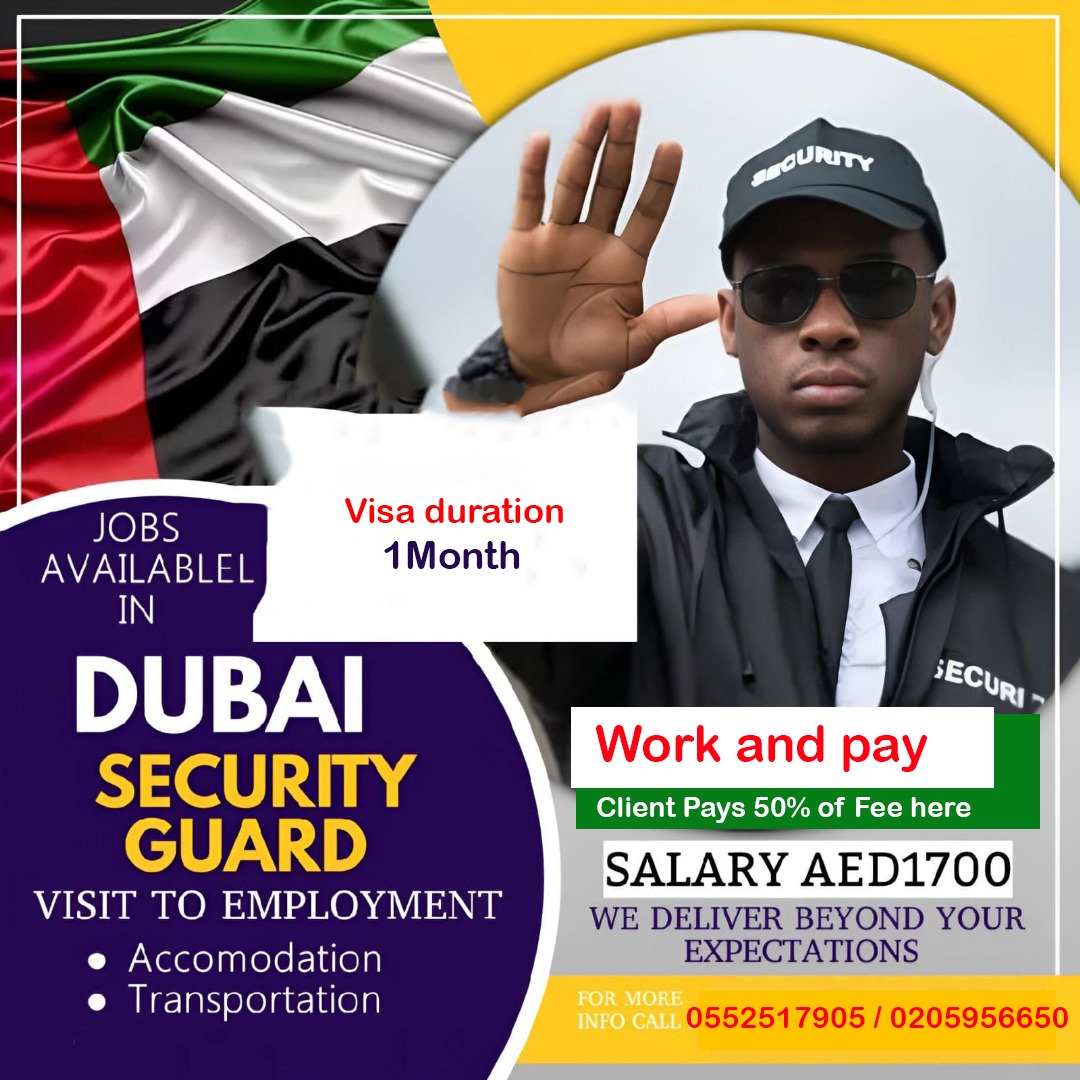 SECURITY
Visa duration
1Month
JOBS
AVAILABLEL
IN
DUBAI
SECURITY
GUARD
VISIT TO EMPLOYMENT
• Accomodation
• Transportation
SECURI
Work and pay
Client Pays 50% of Fee here
SALARY AED1700
WE DELIVER BEYOND YOUR
EXPECTATIONS
FOR MORE
INFO CALL 0552517905 / 0205956650